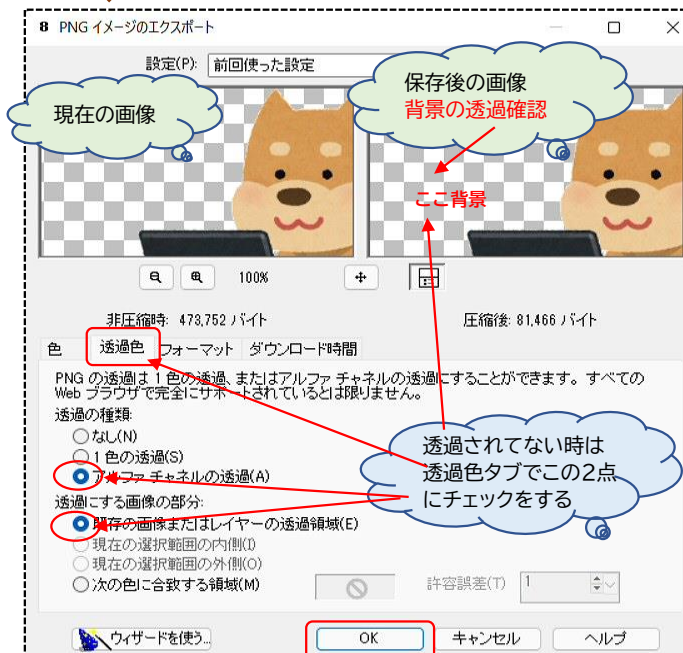 8 PNG イメージのエクスポート
設定(P): 前回使った設定
現在の画像
保存後の画像
背景の透過確認
ここ背景
100%
非圧縮時: 473,752 バイト
圧縮後: 81,466 バイト
色 透過色 フォーマット ダウンロード時間
PNG の透過は 1 色の透過、またはアルファ チャネルの透過にすることができます。すべての
Web ブラウザで完全にサポートされているとは限りません。
透過の種類:
なし(N)
1 色の透過(S)
アルファ チャネルの透過(A)
透過にする画像の部分:
既存の画像またはレイヤーの透過領域(E)
現在の選択範囲の内側(I)
現在の選択範囲の外側(O)
次の色に合致する領域(M)
許容誤差(T) 1
透過されてない時は
透過色タブでこの2点
にチェックをする
ウィザードを使う...
OK
キャンセル
ヘルプ